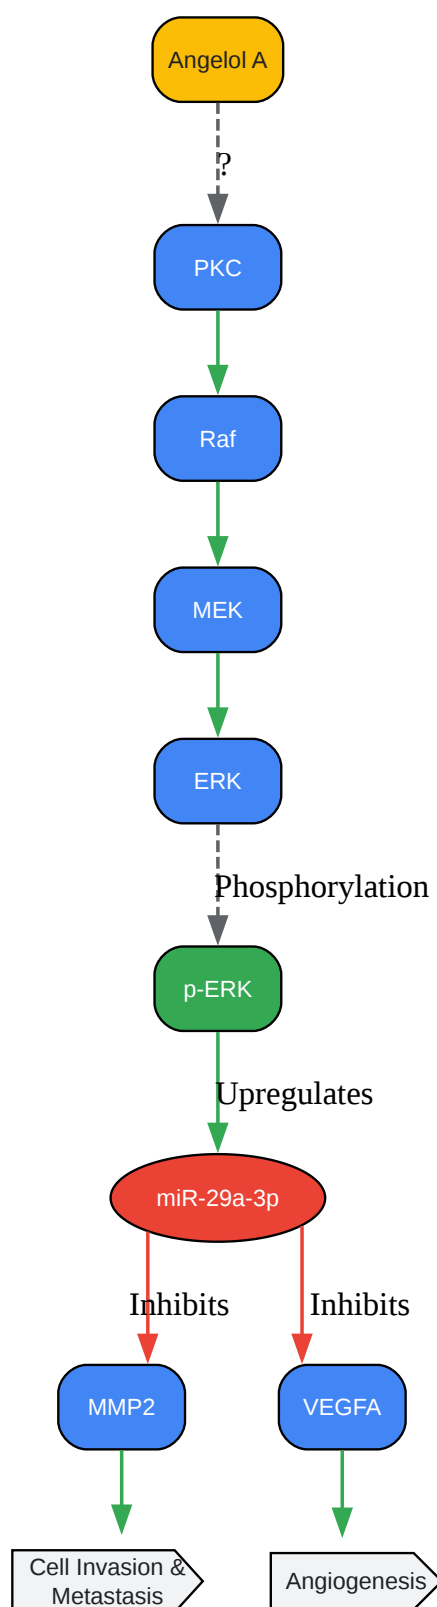 Angelol A
?
PKC
Raf
MEK
ERK
Phosphorylation
p-ERK
Upregulates
miR-29a-3p
Inhibits
Inhibits
MMP2
VEGFA
Cell Invasion &
Metastasis
Angiogenesis